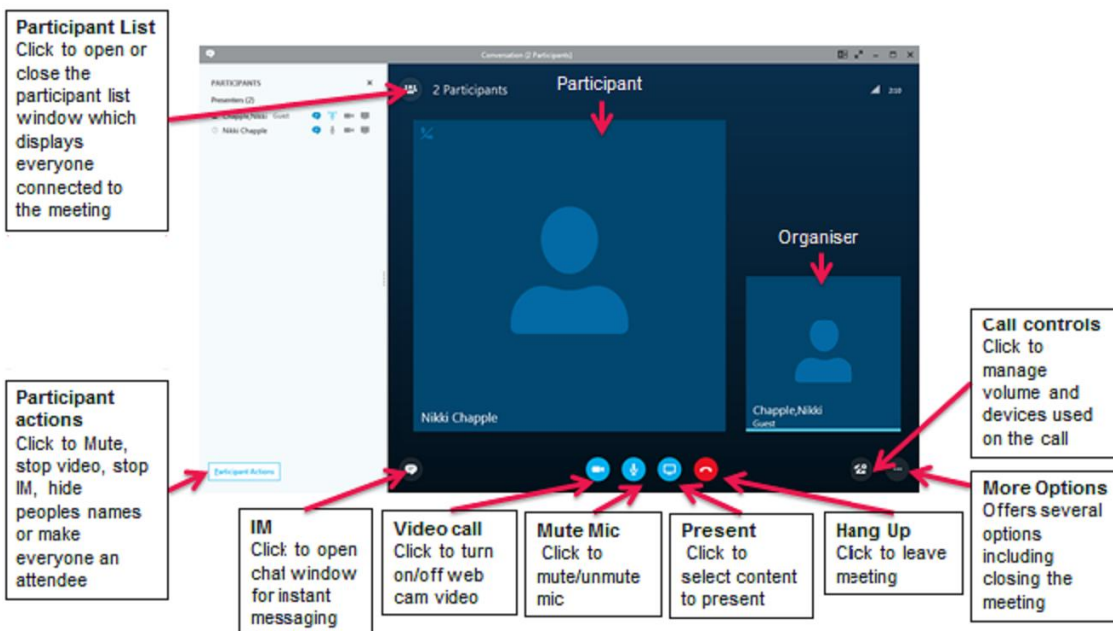 Participant List
Click to open or
close the
participant list
window which
displays
everyone
connected to
the meeting
Conversation (2 Participants)
PARTICIPANTS
Presenters (2)
Chapple,Nikki Guest
Nikki Chapple
2 Participants
Participant
2:10
Organiser
Nikki Chapple
Chapple,Nikki
Guest
Participant Actions
Participant
actions
Click to Mute,
stop video, stop
IM, hide
peoples names
or make
everyone an
attendee
IM
Click to open
chat window
for instant
messaging
Video call
Click to turn
on/off web
cam video
Mute Mic
Click to
mute/unmute
mic
Present
Click to
select content
to present
Hang Up
Click to leave
meeting
Call controls
Click to
manage
volume and
devices used
on the call
More Options
Offers several
options
including
closing the
meeting